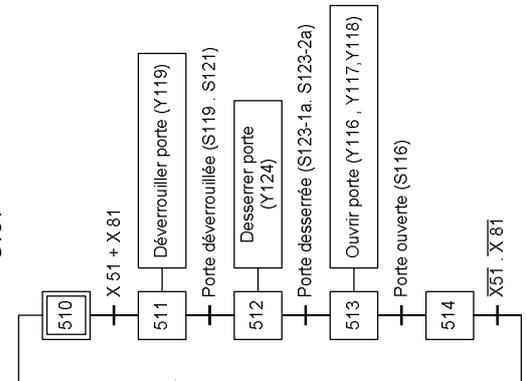 510
X 51 + X 81
511
Déverrouiller porte (Y119)
Porte déverrouillée (S119 . S121)
512
Desserrer porte
(Y124)
Porte desserrée (S123-1a. S123-2a)
513
Ouvrir porte (Y116 , Y117,Y118)
Porte ouverte (S116)
514
X51 . X 81